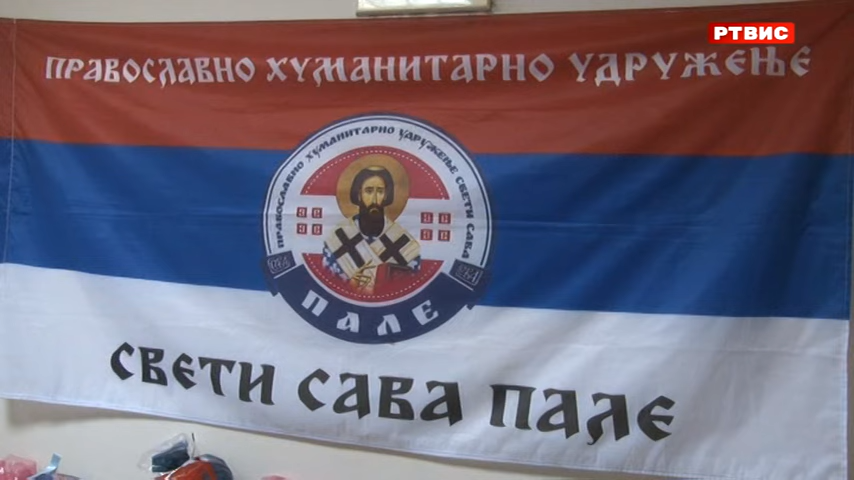 РТВИС
ПРАВОСЛАВНО ХУМАНИТАРНО УДРУЖЕЊЕ
ПРАВОСЛАВНО ХУМАНИТАРНО УДРУЖЕЊЕ СВЕТИ САВА
ПАЛЕ
СВЕТИ САВА ПАЛЕ